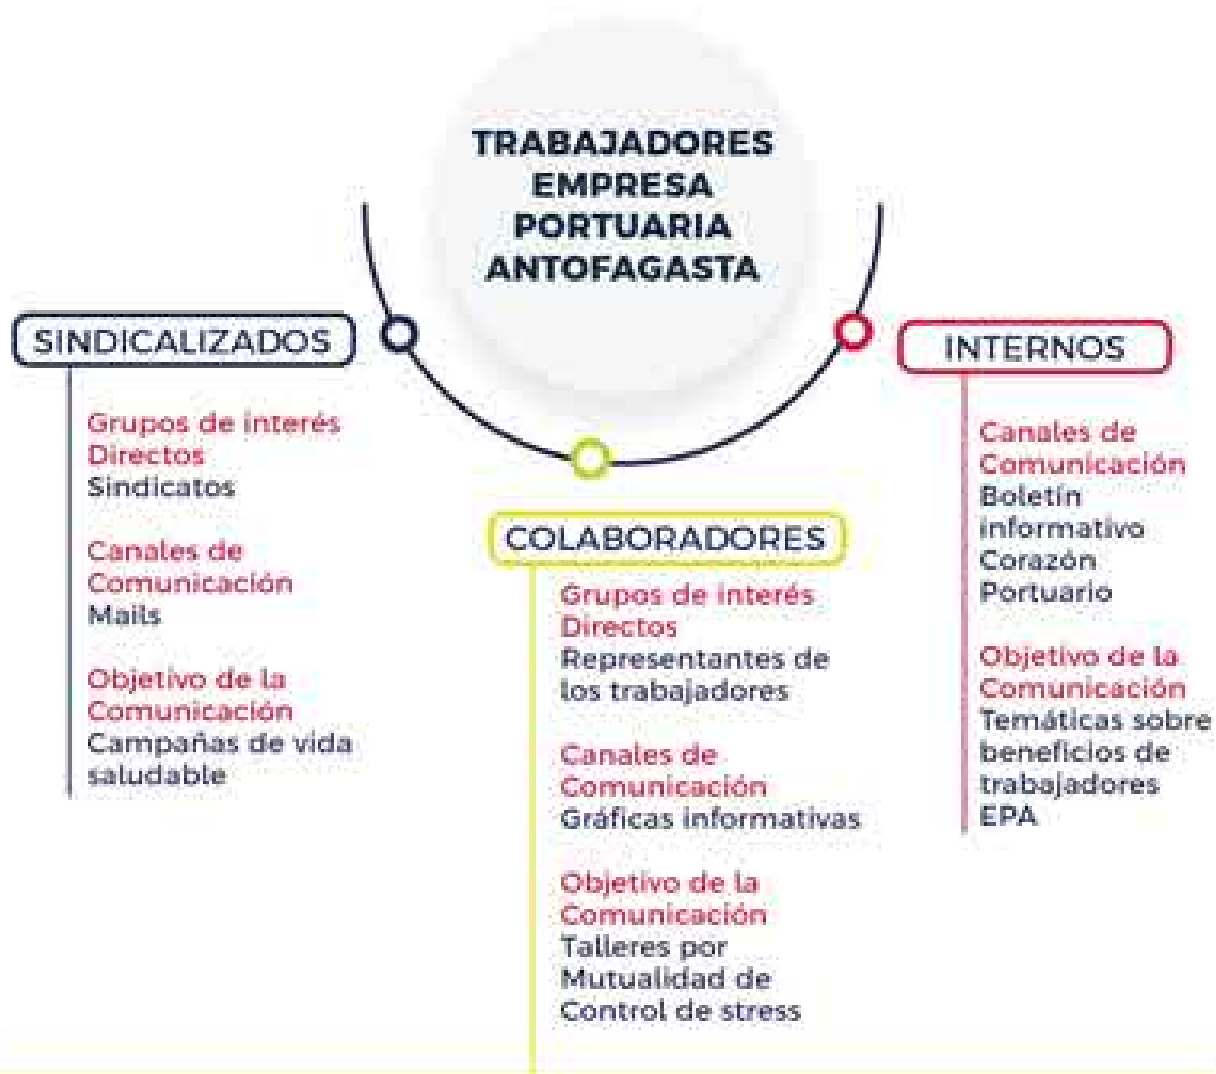 TRABAJADORES
EMPRESA
PORTUARIA
ANTOFAGASTA
SINDICALIZADOS
Grupos de interés
Directos
Sindicatos
Canales de
Comunicación
Mails
Objetivo de la
Comunicación
Campañas de vida
saludable
COLABORADORES
Grupos de interés
Directos
Representantes de
los trabajadores
Canales de
Comunicación
Gráficas informativas
Objetivo de la
Comunicación
Talleres por
Mutualidad de
Control de stress
INTERNOS
Canales de
Comunicación
Boletín
informativo
Corazón
Portuario
Objetivo de la
Comunicación
Temáticas sobre
beneficios de
trabajadores
EPA